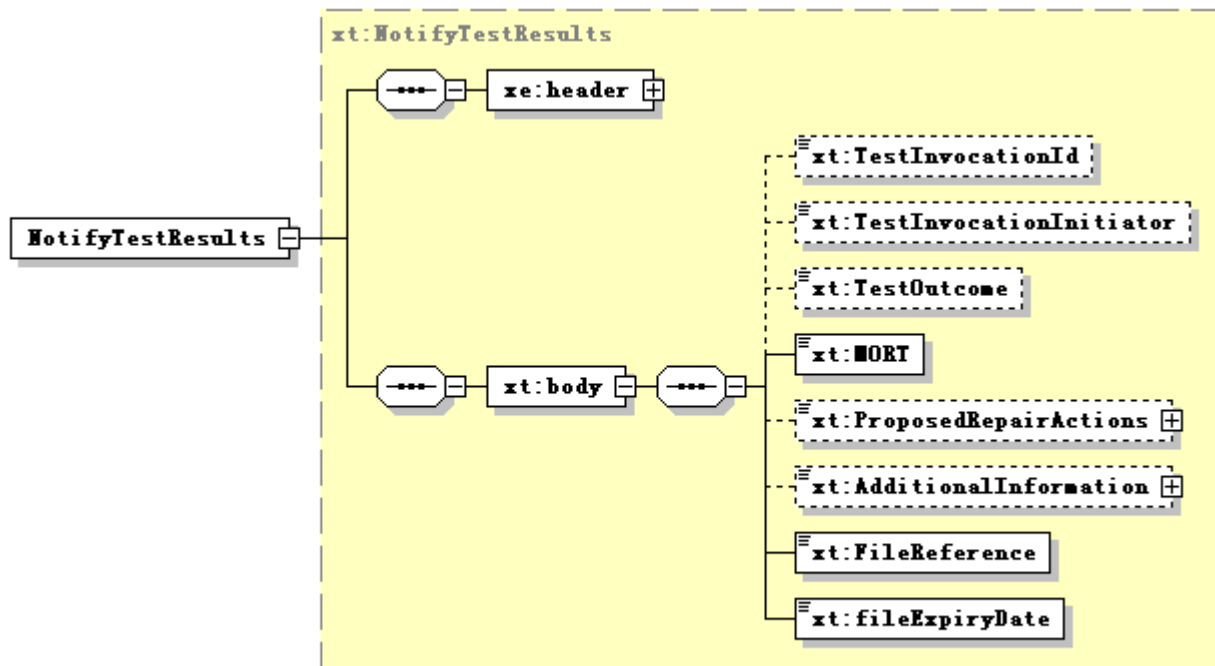 xt:NotifyTestResults
xe:header
xt:TestInvocationId
xt:TestInvocationInitiator
NotifyTestResults
xt:TestOutcome
xt:MORT
xt:body
xt:ProposedRepairActions
xt:AdditionalInformation
xt:FileReference
xt:fileExpiryDate